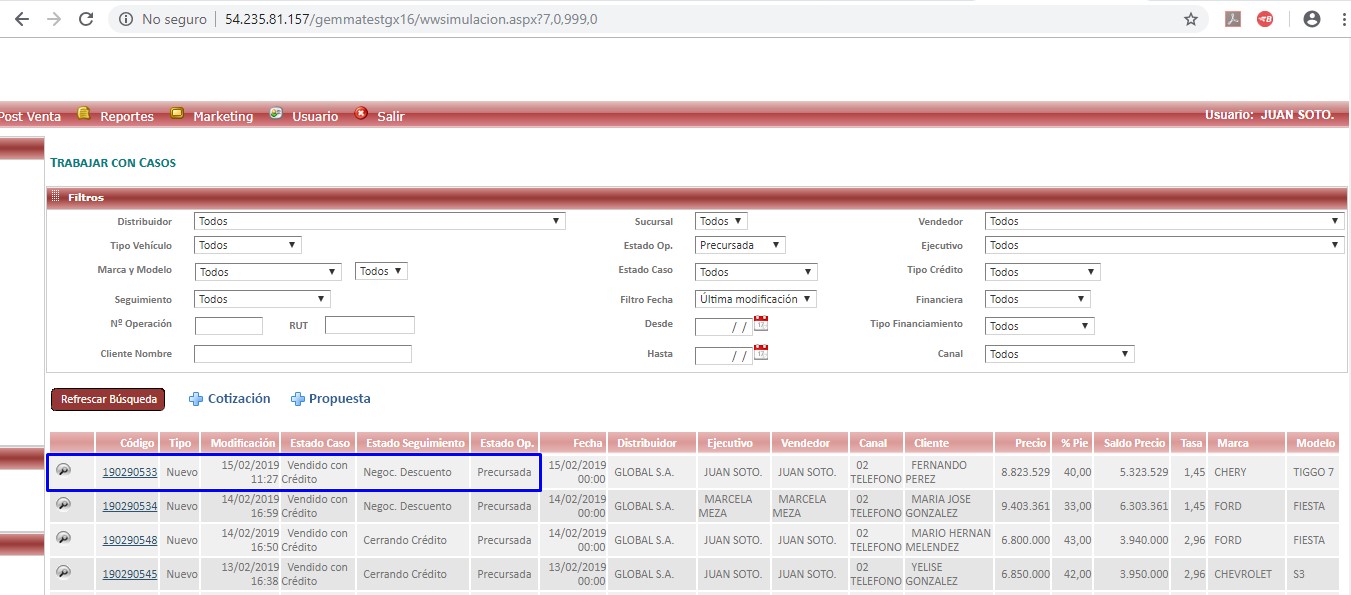 No seguro 54.235.81.157/gemmatestgx16/wwsimulacion.aspx?7,0,999,0
Post Venta Reportes Marketing Usuario Salir Usuario: JUAN SOTO.
TRABAJAR CON CASOS
Filtros
Distribuidor Todos Sucursal Todos Vendedor Todos
Tipo Vehículo Todos Estado Op. Precursada Ejecutivo Todos
Marca y Modelo Todos Todos Estado Caso Todos Tipo Crédito Todos
Seguimiento Todos Filtro Fecha Última modificación Financiera Todos
Nº Operación RUT Desde / / Tipo Financiamiento Todos
Cliente Nombre Hasta / / Canal Todos
Refrescar Búsqueda Cotización Propuesta
Código Tipo Modificación Estado Caso Estado Seguimiento Estado Op. Fecha Distribuidor Ejecutivo Vendedor Canal Cliente Precio % Pie Saldo Precio Tasa Marca Modelo
190290533 Nuevo 15/02/2019 11:27 Vendido con Crédito Negoc. Descuento Precursada 15/02/2019 00:00 GLOBAL S.A. JUAN SOTO. JUAN SOTO. 02 TELEFONO FERNANDO PEREZ 8.823.529 40,00 5.323.529 1,45 CHERY TIGGO 7
190290534 Nuevo 14/02/2019 16:59 Vendido con Crédito Negoc. Descuento Precursada 14/02/2019 00:00 GLOBAL S.A. MARCELA MEZA MARCELA MEZA 02 TELEFONO MARIA JOSE GONZALEZ 9.403.361 33,00 6.303.361 1,45 FORD FIESTA
190290548 Nuevo 14/02/2019 16:50 Vendido con Crédito Cerrando Crédito Precursada 14/02/2019 00:00 GLOBAL S.A. JUAN SOTO. JUAN SOTO. 02 TELEFONO MARIO HERNAN MELENDEZ 6.800.000 43,00 3.940.000 2,96 FORD FIESTA
190290545 Nuevo 13/02/2019 16:38 Vendido con Crédito Cerrando Crédito Precursada 13/02/2019 00:00 GLOBAL S.A. JUAN SOTO. JUAN SOTO. 02 TELEFONO YELISE GONZALEZ 6.850.000 42,00 3.950.000 2,96 CHEVROLET S3